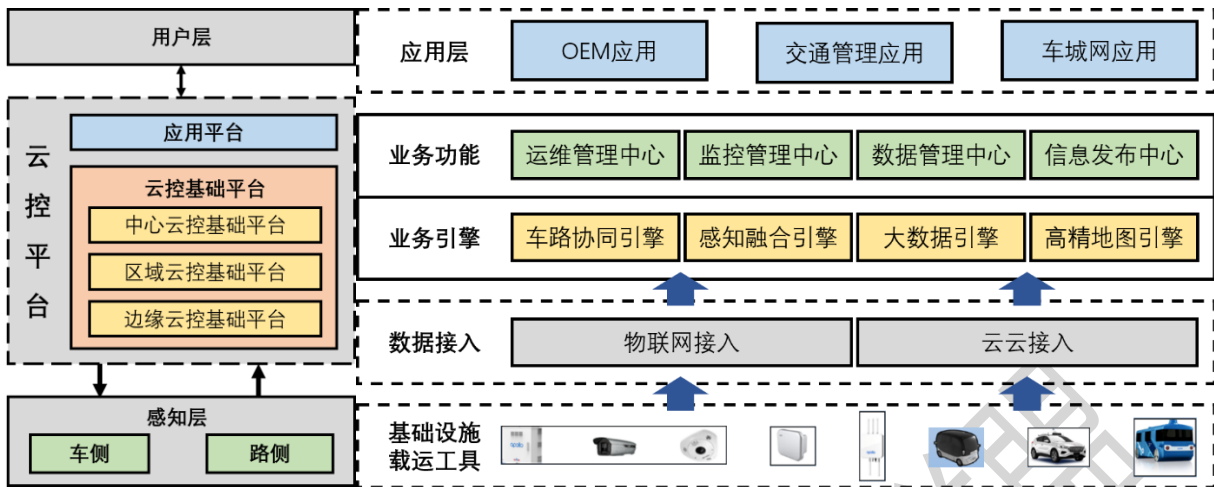 用户层
云控平台
应用平台
云控基础平台
中心云控基础平台
区域云控基础平台
边缘云控基础平台
感知层
车侧
路侧
应用层
OEM应用
交通管理应用
车城网应用
业务功能
运维管理中心
监控管理中心
数据管理中心
信息发布中心
业务引擎
车路协同引擎
感知融合引擎
大数据引擎
高精地图引擎
数据接入
物联网接入
云云接入
基础设施
载运工具